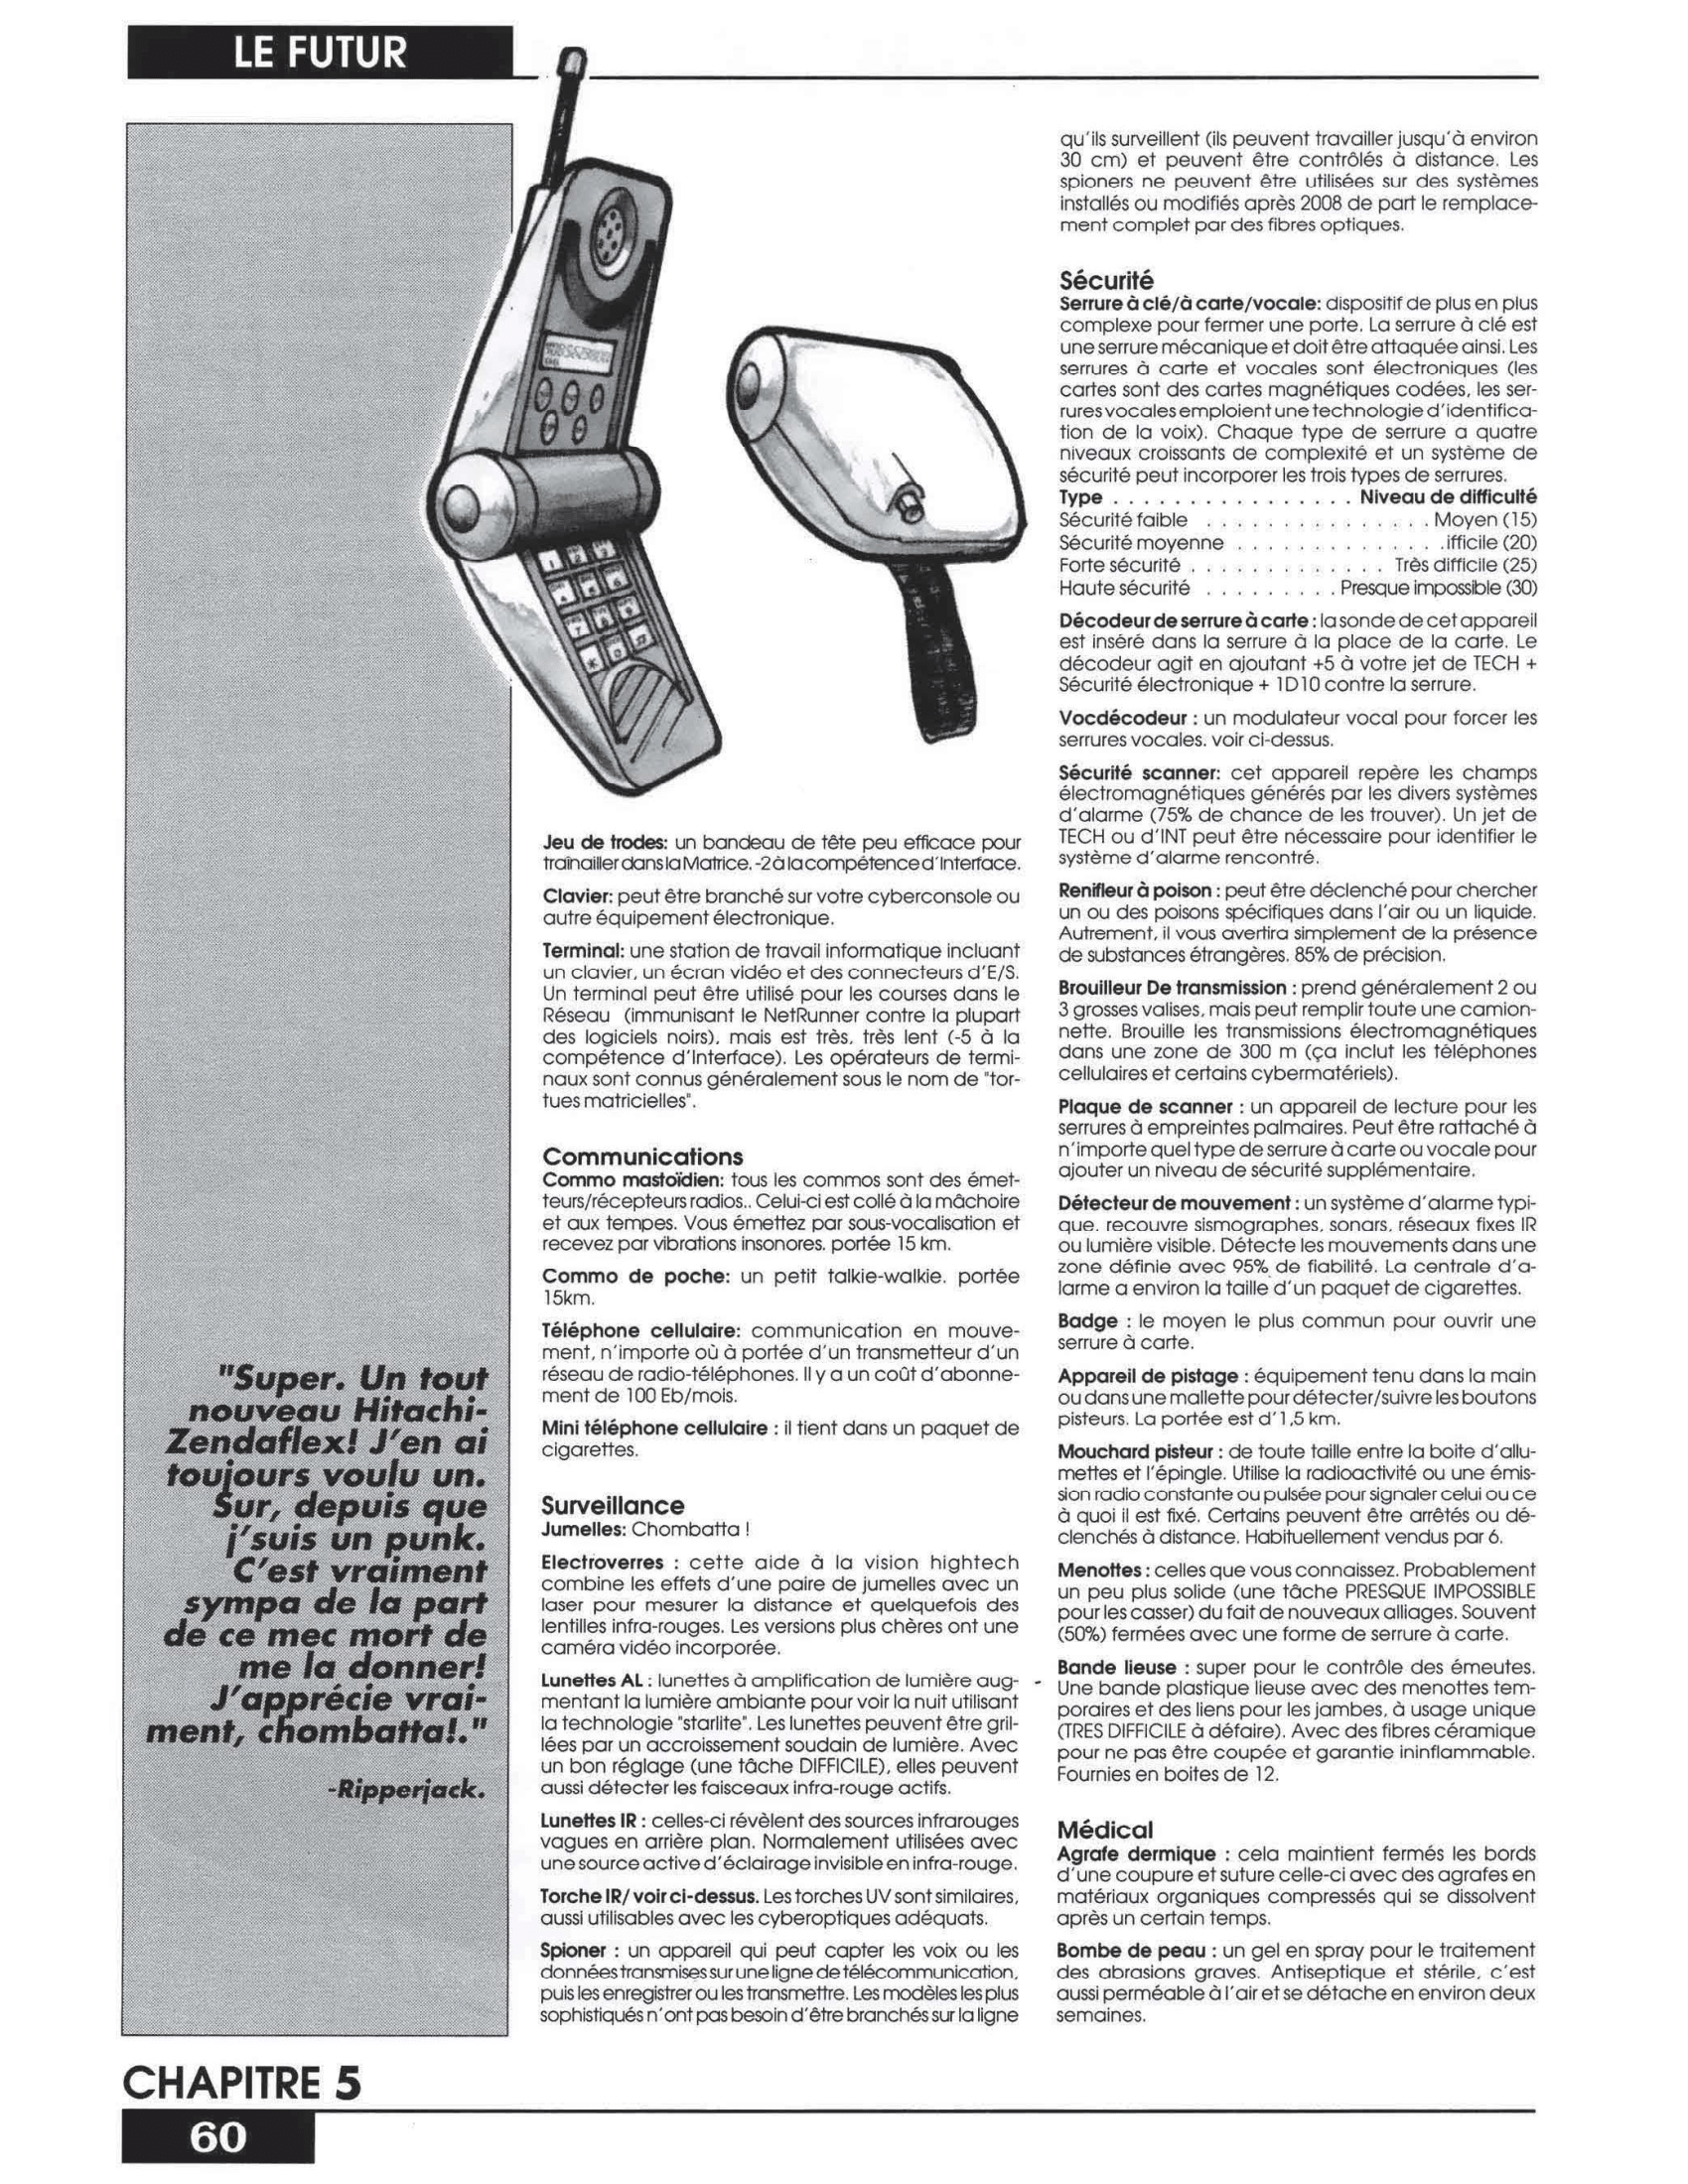 LE FUTUR
"Super. Un tout
nouveau Hitachi-
Zendaflex! J'en ai
toujours voulu un.
Sur, depuis que
j'suis un punk.
C'est vraiment
sympa de la part
de ce mec mort de
me la donner!
J'apprécie vrai-
ment, chombatta!."
-Ripperjack.
Jeu de trodes: un bandeau de tête peu efficace pour
traînailler dans la Matrice. -2 à la compétence d'Interface.
Clavier: peut être branché sur votre cyberconsole ou
autre équipement électronique.
Terminal: une station de travail informatique incluant
un clavier, un écran vidéo et des connecteurs d'E/S.
Un terminal peut être utilisé pour les courses dans le
Réseau (immunisant le NetRunner contre la plupart
des logiciels noirs), mais est très, très lent (-5 à la
compétence d'Interface). Les opérateurs de termi-
naux sont connus généralement sous le nom de "tor-
tues matricielles".
Communications
Commo mastoïdien: tous les commos sont des émet-
teurs/récepteurs radios.. Celui-ci est collé à la mâchoire
et aux tempes. Vous émettez par sous-vocalisation et
recevez par vibrations insonores. portée 15 km.
Commo de poche: un petit talkie-walkie. portée
15km.
Téléphone cellulaire: communication en mouve-
ment, n'importe où à portée d'un transmetteur d'un
réseau de radio-téléphones. Il y a un coût d'abonne-
ment de 100 Eb/mois.
Mini téléphone cellulaire : il tient dans un paquet de
cigarettes.
Surveillance
Jumelles: Chombatta !
Electroverres : cette aide à la vision hightech
combine les effets d'une paire de jumelles avec un
laser pour mesurer la distance et quelquefois des
lentilles infra-rouges. Les versions plus chères ont une
caméra vidéo incorporée.
Lunettes AL : lunettes à amplification de lumière aug-
mentant la lumière ambiante pour voir la nuit utilisant
la technologie "starlite". Les lunettes peuvent être gril-
lées par un accroissement soudain de lumière. Avec
un bon réglage (une tâche DIFFICILE), elles peuvent
aussi détecter les faisceaux infra-rouge actifs.
Lunettes IR : celles-ci révèlent des sources infrarouges
vagues en arrière plan. Normalement utilisées avec
une source active d'éclairage invisible en infra-rouge.
Torche IR/ voir ci-dessus. Les torches UV sont similaires,
aussi utilisables avec les cyberoptiques adéquats.
Spioner : un appareil qui peut capter les voix ou les
données transmises sur une ligne de télécommunication,
puis les enregistrer ou les transmettre. Les modèles les plus
sophistiqués n'ont pas besoin d'être branchés sur la ligne
qu'ils surveillent (ils peuvent travailler jusqu'à environ
30 cm) et peuvent être contrôlés à distance. Les
spioners ne peuvent être utilisées sur des systèmes
installés ou modifiés après 2008 de part le remplace-
ment complet par des fibres optiques.
Sécurité
Serrure à clé/à carte/vocale: dispositif de plus en plus
complexe pour fermer une porte. La serrure à clé est
une serrure mécanique et doit être attaquée ainsi. Les
serrures à carte et vocales sont électroniques (les
cartes sont des cartes magnétiques codées, les ser-
rures vocales emploient une technologie d'identifica-
tion de la voix). Chaque type de serrure a quatre
niveaux croissants de complexité et un système de
sécurité peut incorporer les trois types de serrures.
Type . . . . . . . . . . . . . . . . Niveau de difficulté
Sécurité faible . . . . . . . . . . . . . . . Moyen (15)
Sécurité moyenne . . . . . . . . . . . . . .ifficile (20)
Forte sécurité . . . . . . . . . . . . . Très difficile (25)
Haute sécurité . . . . . . . . . Presque impossible (30)
Décodeur de serrure à carte : la sonde de cet appareil
est inséré dans la serrure à la place de la carte. Le
décodeur agit en ajoutant +5 à votre jet de TECH +
Sécurité électronique + 1D10 contre la serrure.
Vocdécodeur : un modulateur vocal pour forcer les
serrures vocales. voir ci-dessus.
Sécurité scanner: cet appareil repère les champs
électromagnétiques générés par les divers systèmes
d'alarme (75% de chance de les trouver). Un jet de
TECH ou d'INT peut être nécessaire pour identifier le
système d'alarme rencontré.
Renifleur à poison : peut être déclenché pour chercher
un ou des poisons spécifiques dans l'air ou un liquide.
Autrement, il vous avertira simplement de la présence
de substances étrangères. 85% de précision.
Brouilleur De transmission : prend généralement 2 ou
3 grosses valises, mais peut remplir toute une camion-
nette. Brouille les transmissions électromagnétiques
dans une zone de 300 m (ça inclut les téléphones
cellulaires et certains cybermatériels).
Plaque de scanner : un appareil de lecture pour les
serrures à empreintes palmaires. Peut être rattaché à
n'importe quel type de serrure à carte ou vocale pour
ajouter un niveau de sécurité supplémentaire.
Détecteur de mouvement : un système d'alarme typi-
que. recouvre sismographes, sonars, réseaux fixes IR
ou lumière visible. Détecte les mouvements dans une
zone définie avec 95% de fiabilité. La centrale d'a-
larme a environ la taille d'un paquet de cigarettes.
Badge : le moyen le plus commun pour ouvrir une
serrure à carte.
Appareil de pistage : équipement tenu dans la main
ou dans une mallette pour détecter/suivre les boutons
pisteurs. La portée est d'1,5 km.
Mouchard pisteur : de toute taille entre la boite d'allu-
mettes et l'épingle. Utilise la radioactivité ou une émis-
sion radio constante ou pulsée pour signaler celui ou ce
à quoi il est fixé. Certains peuvent être arrêtés ou dé-
clenchés à distance. Habituellement vendus par 6.
Menottes : celles que vous connaissez. Probablement
un peu plus solide (une tâche PRESQUE IMPOSSIBLE
pour les casser) du fait de nouveaux alliages. Souvent
(50%) fermées avec une forme de serrure à carte.
Bande lieuse : super pour le contrôle des émeutes.
Une bande plastique lieuse avec des menottes tem-
poraires et des liens pour les jambes, à usage unique
(TRES DIFFICILE à défaire). Avec des fibres céramique
pour ne pas être coupée et garantie ininflammable.
Fournies en boites de 12.
Médical
Agrafe dermique : cela maintient fermés les bords
d'une coupure et suture celle-ci avec des agrafes en
matériaux organiques compressés qui se dissolvent
après un certain temps.
Bombe de peau : un gel en spray pour le traitement
des abrasions graves. Antiseptique et stérile, c'est
aussi perméable à l'air et se détache en environ deux
semaines.
CHAPITRE 5
60